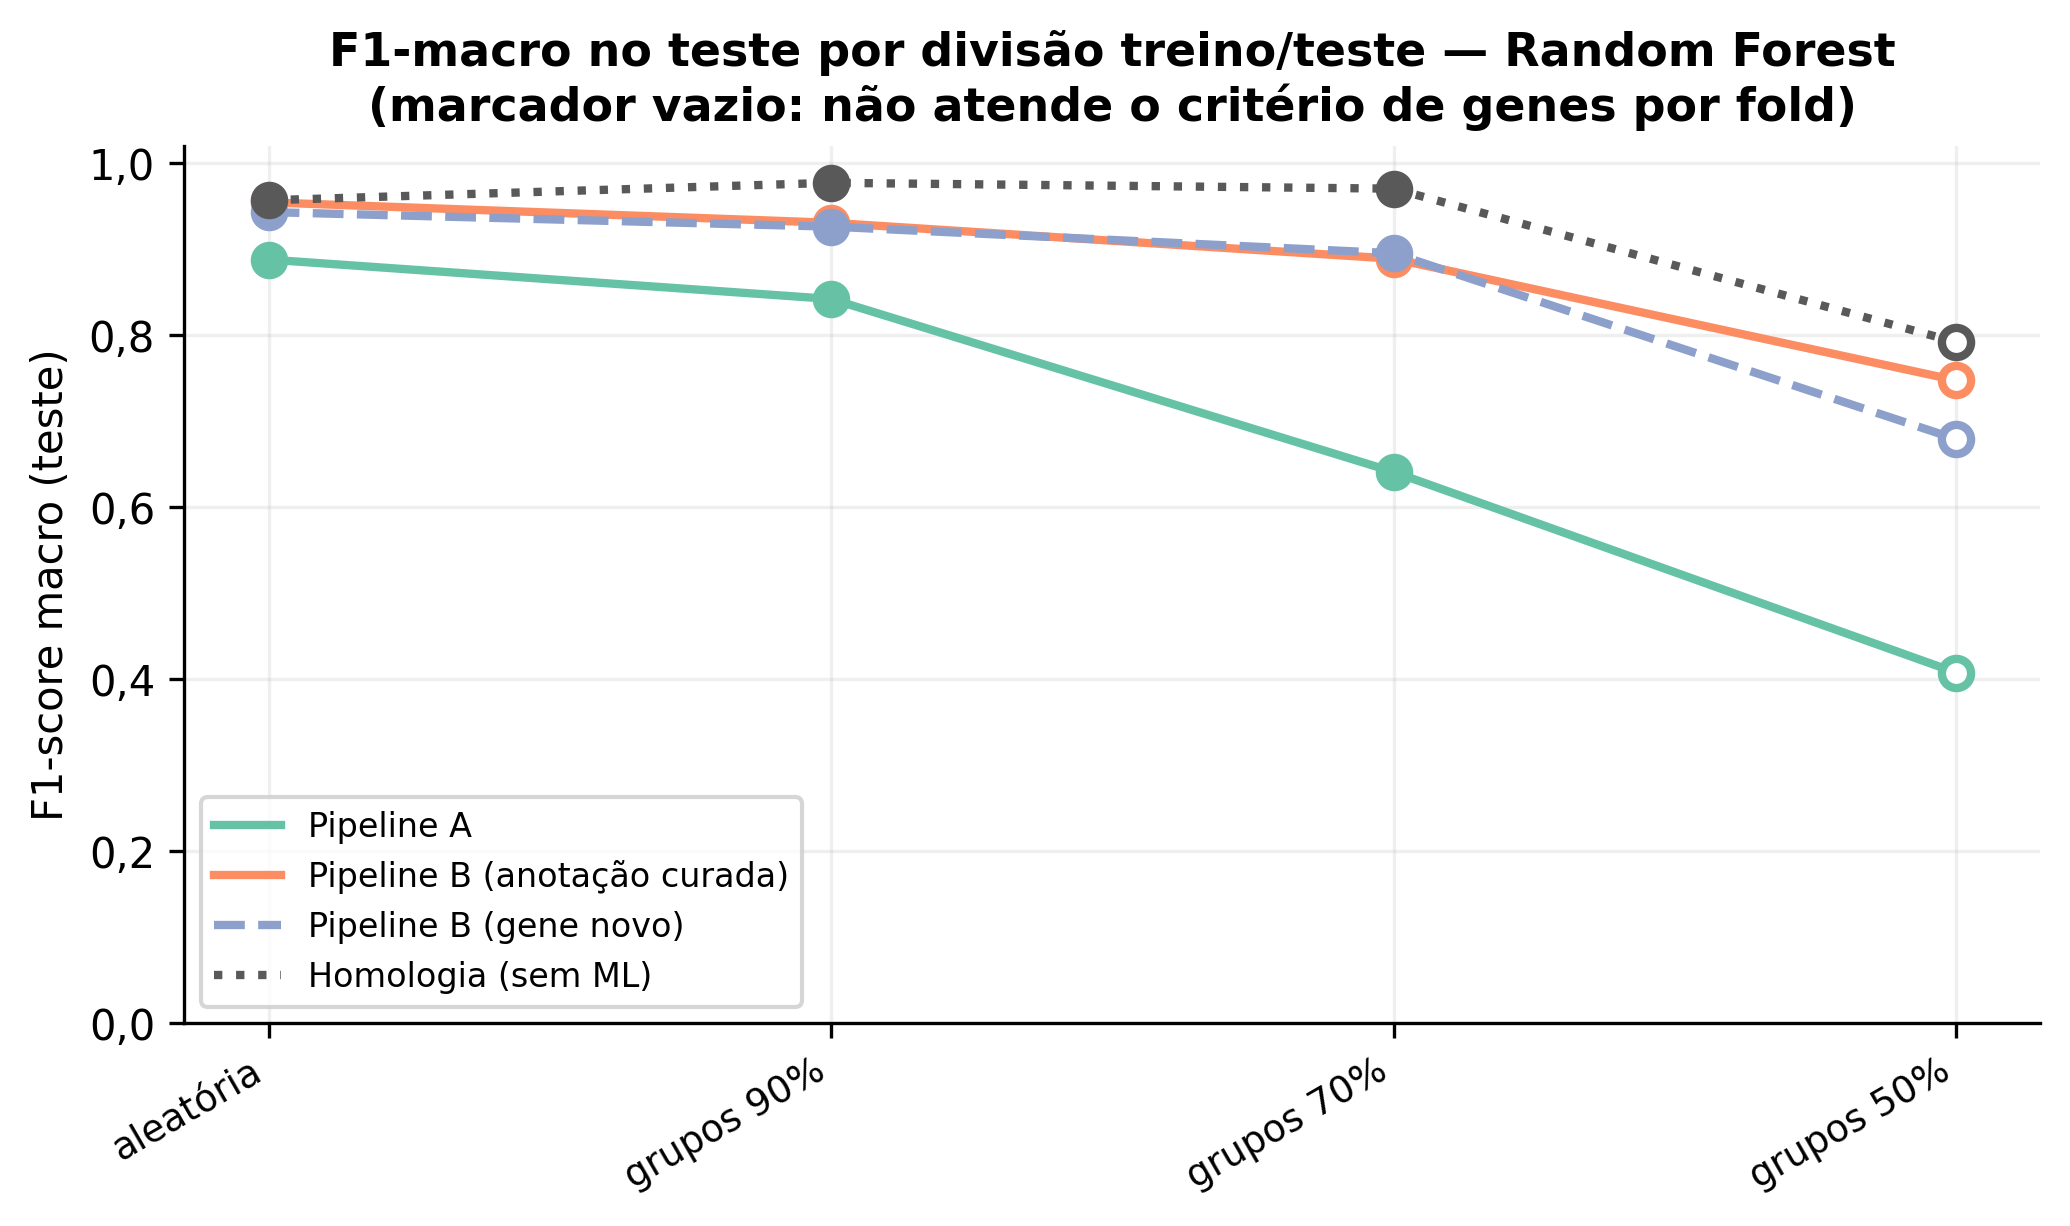 F1-macro no teste por divisão treino/teste — Random Forest
(marcador vazio: não atende o critério de genes por fold)
F1-score macro (teste)
1,0
0,8
0,6
0,4
0,2
0,0
Pipeline A
Pipeline B (anotação curada)
Pipeline B (gene novo)
Homologia (sem ML)
aleatória
grupos 90%
grupos 70%
grupos 50%